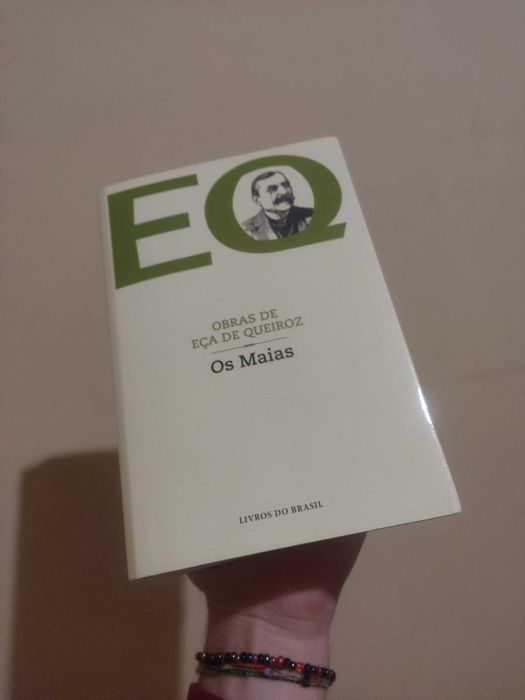 EQ
OBRAS DE
EÇA DE QUEIROZ
Os Maias
LIVROS DO BRASIL